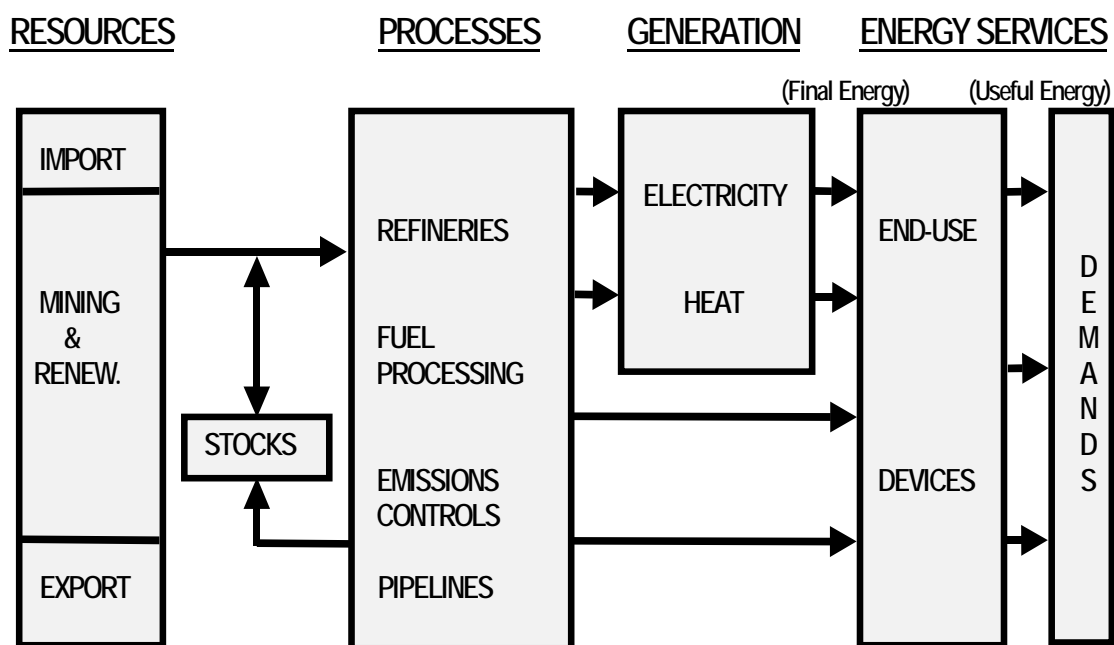 RESOURCES
PROCESSES
GENERATION
ENERGY SERVICES
(Final Energy)
(Useful Energy)
IMPORT
MINING
&
RENEW.
EXPORT
STOCKS
REFINERIES
FUEL
PROCESSING
EMISSIONS
CONTROLS
PIPELINES
ELECTRICITY
HEAT
END-USE
DEVICES
D
E
M
A
N
D
S